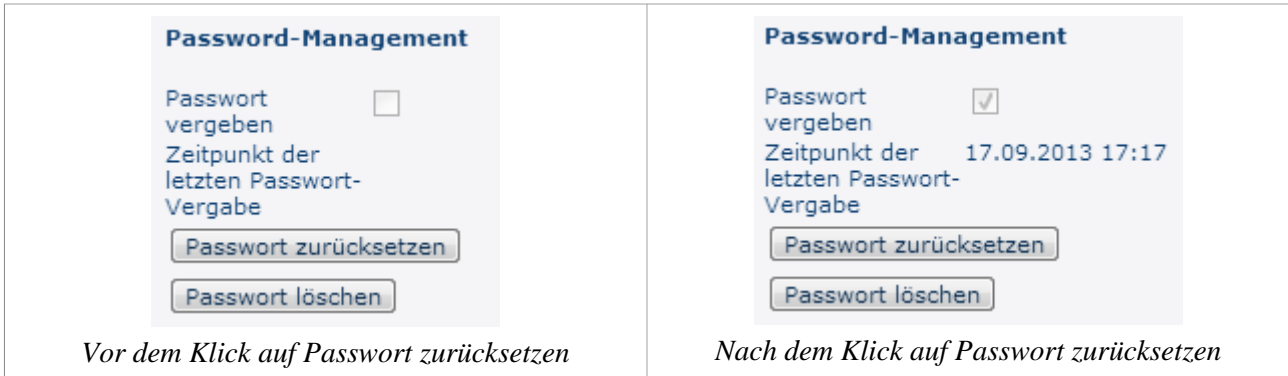 Password-Management
Passwort
vergeben
Zeitpunkt der
letzten Passwort-
Vergabe
Passwort zurücksetzen
Passwort löschen
Vor dem Klick auf Passwort zurücksetzen
Password-Management
Passwort
vergeben
Zeitpunkt der 17.09.2013 17:17
letzten Passwort-
Vergabe
Passwort zurücksetzen
Passwort löschen
Nach dem Klick auf Passwort zurücksetzen